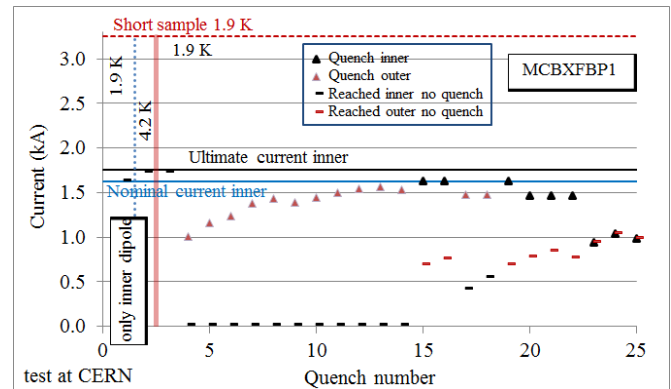 Short sample 1.9 K
1.9 K
1.9 K
4.2 K
Quench inner
Quench outer
Reached inner no quench
Reached outer no quench
MCBXFBP1
Ultimate current inner
Nominal current inner
only inner dipole
Current (kA)
3.0
2.5
2.0
1.5
1.0
0.5
0.0
0
5
10
15
20
25
test at CERN
Quench number